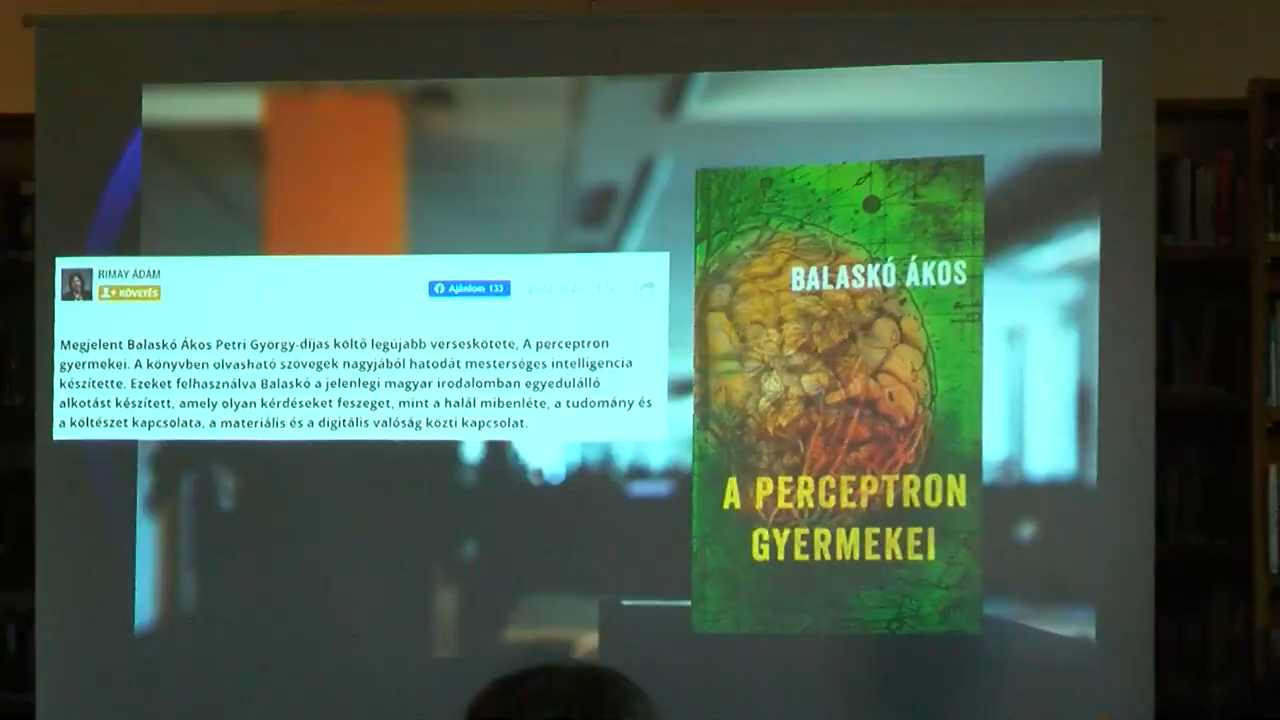 RIMAY ÁDÁM
KÖVETÉS
Ajánlom 133
Megjelent Balaskó Ákos Petri György-díjas költő legújabb verseskötete, A perceptron
gyermekei. A könyvben olvasható szövegek nagyjából hatodát mesterséges intelligencia
készítette. Ezeket felhasználva Balaskó a jelenlegi magyar irodalomban egyedülálló
alkotást készített, amely olyan kérdéseket feszeget, mint a halál mibenléte, a tudomány és
a költészet kapcsolata, a materiális és a digitális valóság közti kapcsolat.
BALASKÓ ÁKOS
A PERCEPTRON
GYERMEKEI